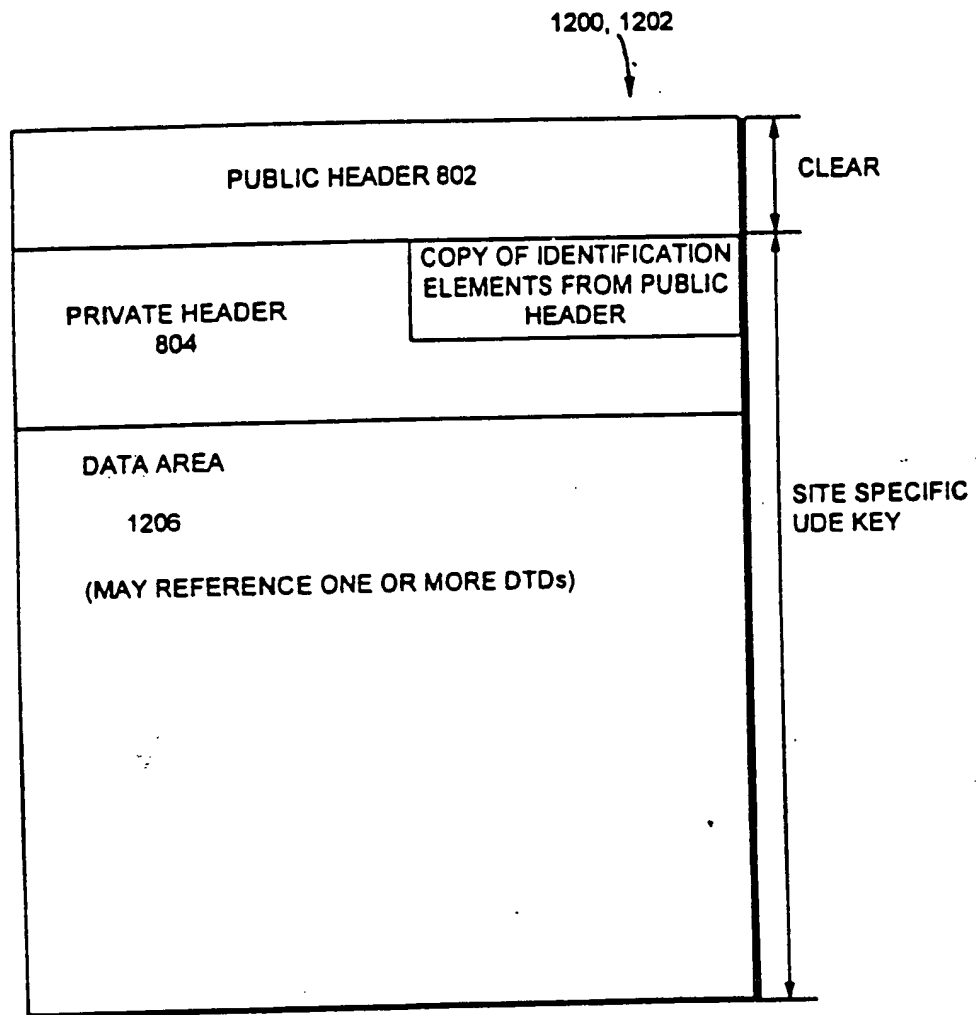 1200, 1202
PUBLIC HEADER 802
CLEAR
COPY OF IDENTIFICATION
ELEMENTS FROM PUBLIC
HEADER
PRIVATE HEADER
804
DATA AREA
1206
(MAY REFERENCE ONE OR MORE DTDs)
SITE SPECIFIC
UDE KEY